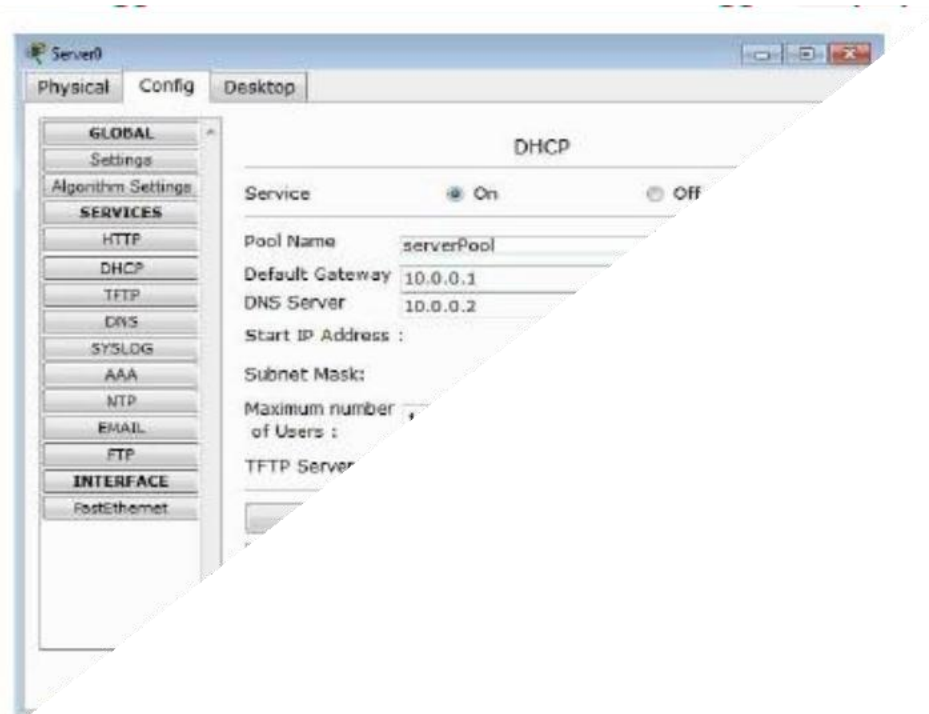 Server0
Physical Config Desktop
GLOBAL
Settings
Algorithm Settings
SERVICES
HTTP
DHCP
TFTP
DNS
SYSLOG
AAA
NTP
EMAIL
FTP
INTERFACE
FastEthernet
DHCP
Service On Off
Pool Name serverPool
Default Gateway 10.0.0.1
DNS Server 10.0.0.2
Start IP Address :
Subnet Mask:
Maximum number
of Users :
TFTP Server